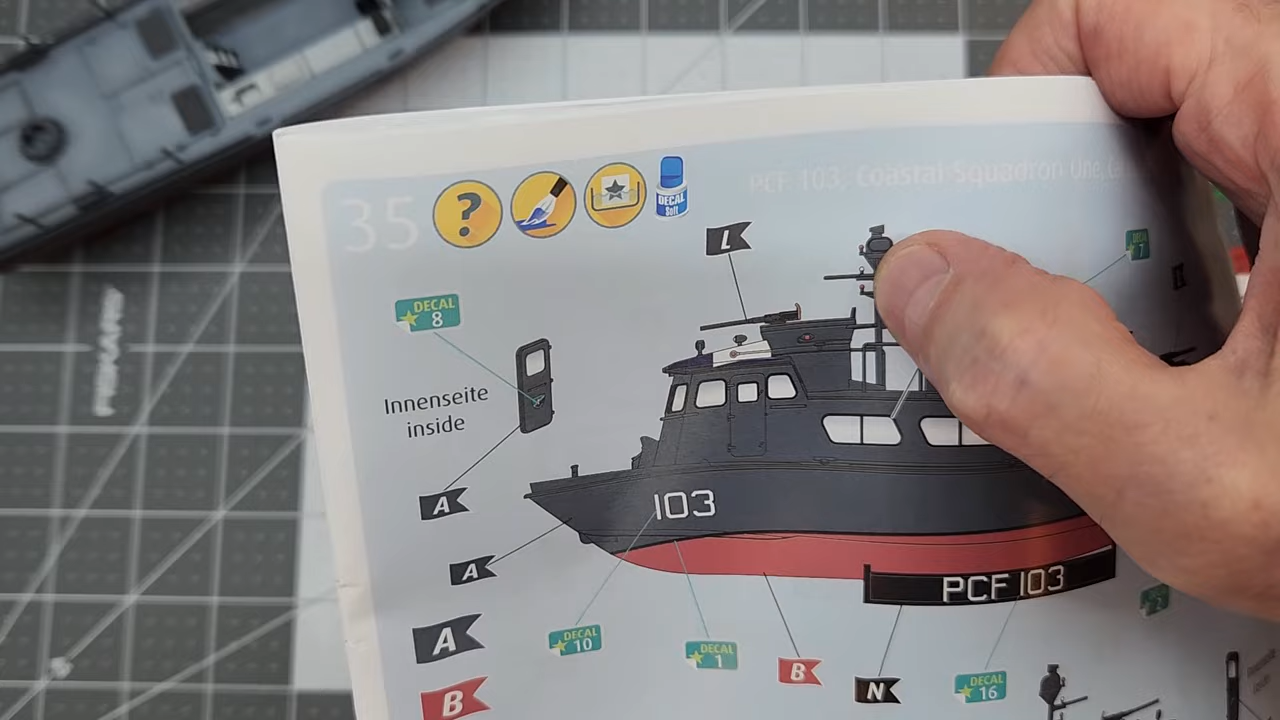 35
?
DECAL
Soft
PCF 103, Coastal Squadron One,
L
DECAL
7
DECAL
8
Innenseite
inside
A
103
A
PCF 103
A
DECAL
10
DECAL
1
B
N
DECAL
16
B
FISKARS